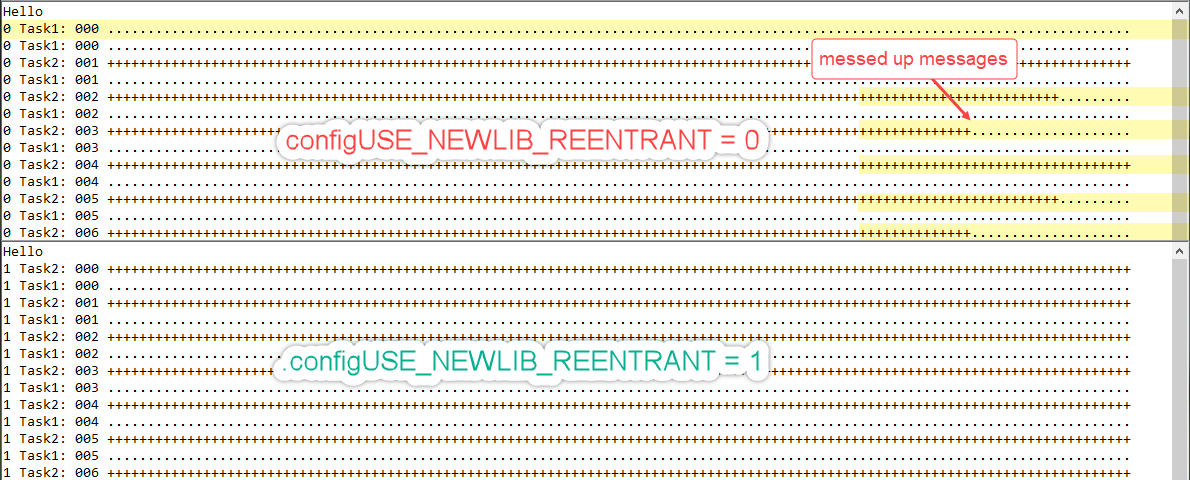 Hello
0 Task1: 000 ................................................................................................................................
0 Task1: 000 ................................................................................................................................
0 Task2: 001 ++++++++++++++++++++++++++++++++++++++++++++++++++++++++++++++++++++++++++++++++++++++++++++++++++++++++++++++++++++++++++++++++
messed up messages
0 Task1: 001 ................................................................................................................................
0 Task2: 002 +++++++++++++++++++++++++++++++++++++++++++++++++++++++++++++++++++++++++++++++++++++++++++++++++++++++++++++++++++++++.........
0 Task1: 002 ................................................................................................................................
0 Task2: 003 ++++++++++++++++++++++++++++++++++++++++++++++++++++++++++++++++++++++++++++++++++++++++++++++++++++++++++++....................
configUSE_NEWLIB_REENTRANT = 0
0 Task1: 003 ................................................................................................................................
0 Task2: 004 ++++++++++++++++++++++++++++++++++++++++++++++++++++++++++++++++++++++++++++++++++++++++++++++++++++++++++++++++++++++++++++++++
0 Task1: 004 ................................................................................................................................
0 Task2: 005 +++++++++++++++++++++++++++++++++++++++++++++++++++++++++++++++++++++++++++++++++++++++++++++++++++++++++++++++++++++++.........
0 Task1: 005 ................................................................................................................................
0 Task2: 006 ++++++++++++++++++++++++++++++++++++++++++++++++++++++++++++++++++++++++++++++++++++++++++++++++++++++++++++....................
Hello
1 Task2: 000 ++++++++++++++++++++++++++++++++++++++++++++++++++++++++++++++++++++++++++++++++++++++++++++++++++++++++++++++++++++++++++++++++
1 Task1: 000 ................................................................................................................................
1 Task2: 001 ++++++++++++++++++++++++++++++++++++++++++++++++++++++++++++++++++++++++++++++++++++++++++++++++++++++++++++++++++++++++++++++++
1 Task1: 001 ................................................................................................................................
1 Task2: 002 ++++++++++++++++++++++++++++++++++++++++++++++++++++++++++++++++++++++++++++++++++++++++++++++++++++++++++++++++++++++++++++++++
1 Task1: 002 ................................................................................................................................
.configUSE_NEWLIB_REENTRANT = 1
1 Task2: 003 ++++++++++++++++++++++++++++++++++++++++++++++++++++++++++++++++++++++++++++++++++++++++++++++++++++++++++++++++++++++++++++++++
1 Task1: 003 ................................................................................................................................
1 Task2: 004 ++++++++++++++++++++++++++++++++++++++++++++++++++++++++++++++++++++++++++++++++++++++++++++++++++++++++++++++++++++++++++++++++
1 Task1: 004 ................................................................................................................................
1 Task2: 005 ++++++++++++++++++++++++++++++++++++++++++++++++++++++++++++++++++++++++++++++++++++++++++++++++++++++++++++++++++++++++++++++++
1 Task1: 005 ................................................................................................................................
1 Task2: 006 ++++++++++++++++++++++++++++++++++++++++++++++++++++++++++++++++++++++++++++++++++++++++++++++++++++++++++++++++++++++++++++++++